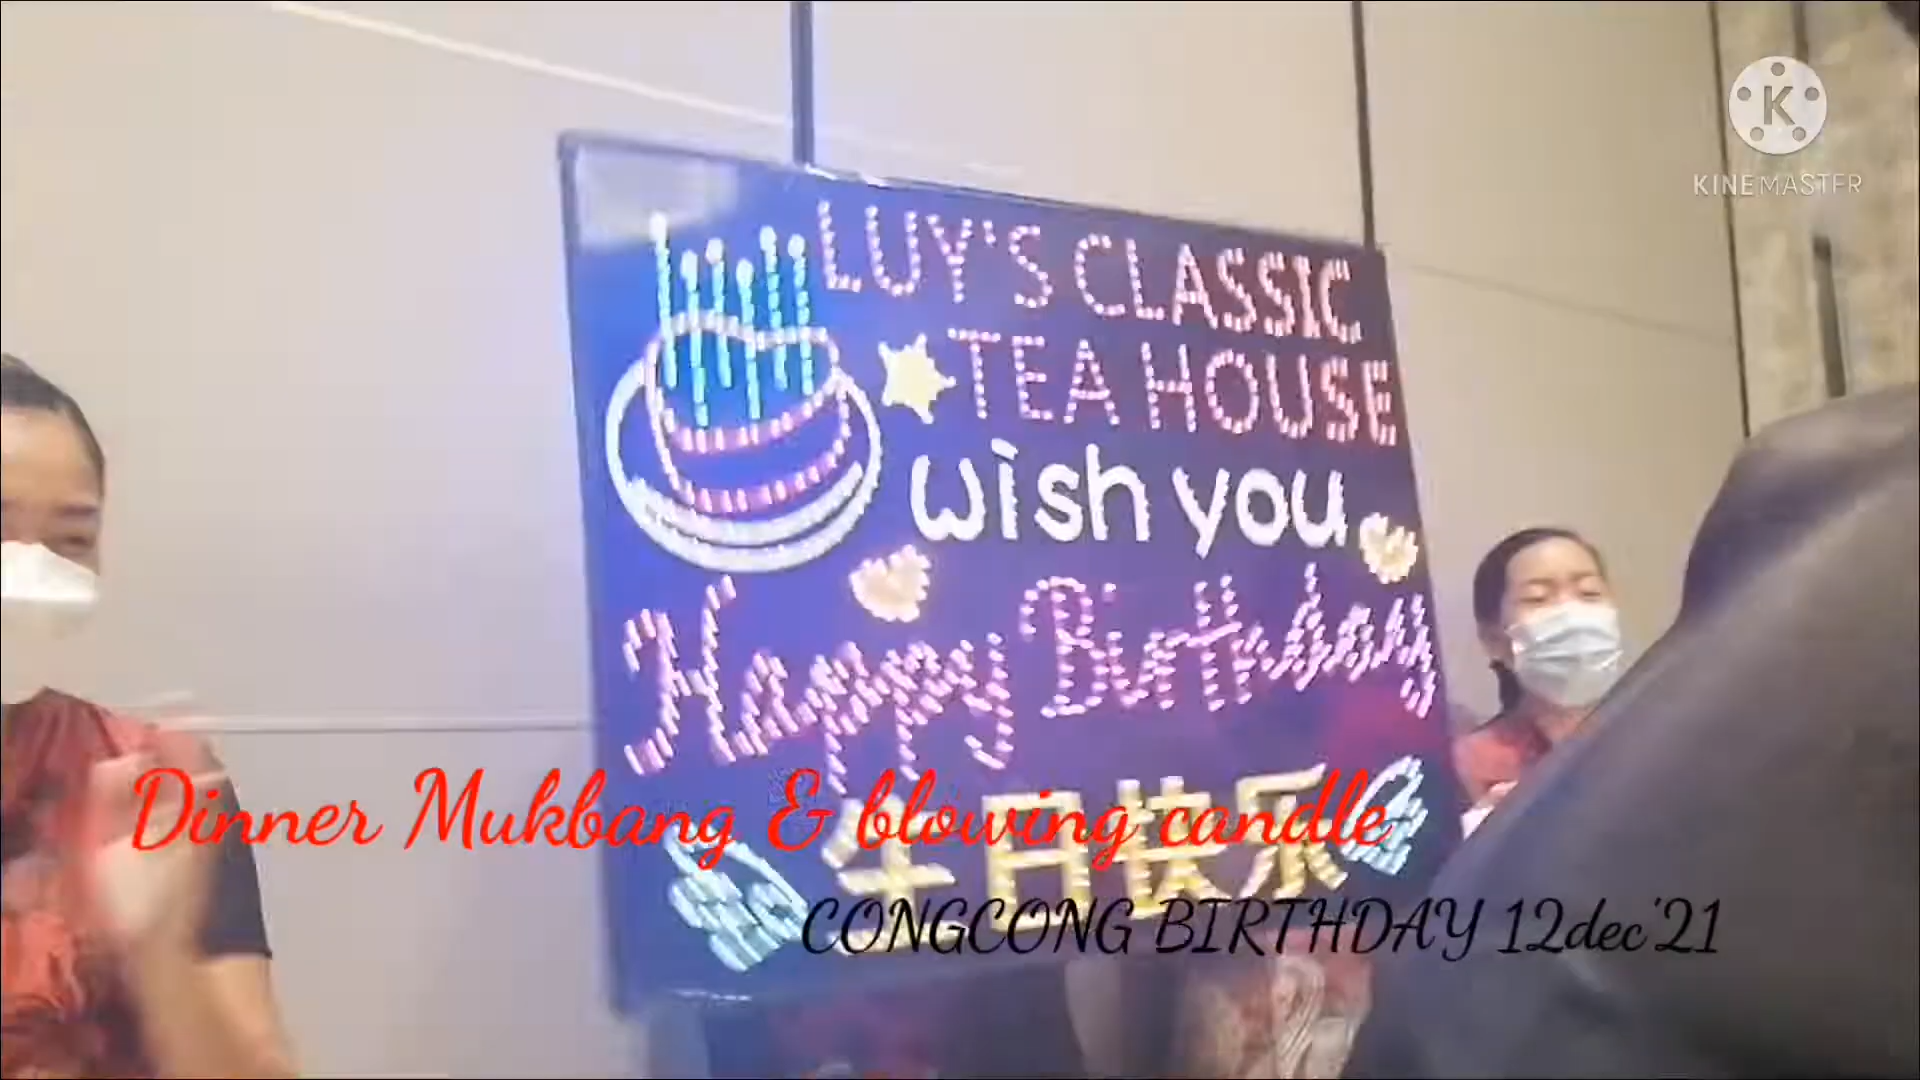 K
KINEMASTER
LUY'S CLASSIC
TEA HOUSE
wish you
Happy Birthday
生日快乐
Dinner Mukbang & blowing candle
CONGCONG BIRTHDAY 12dec'21